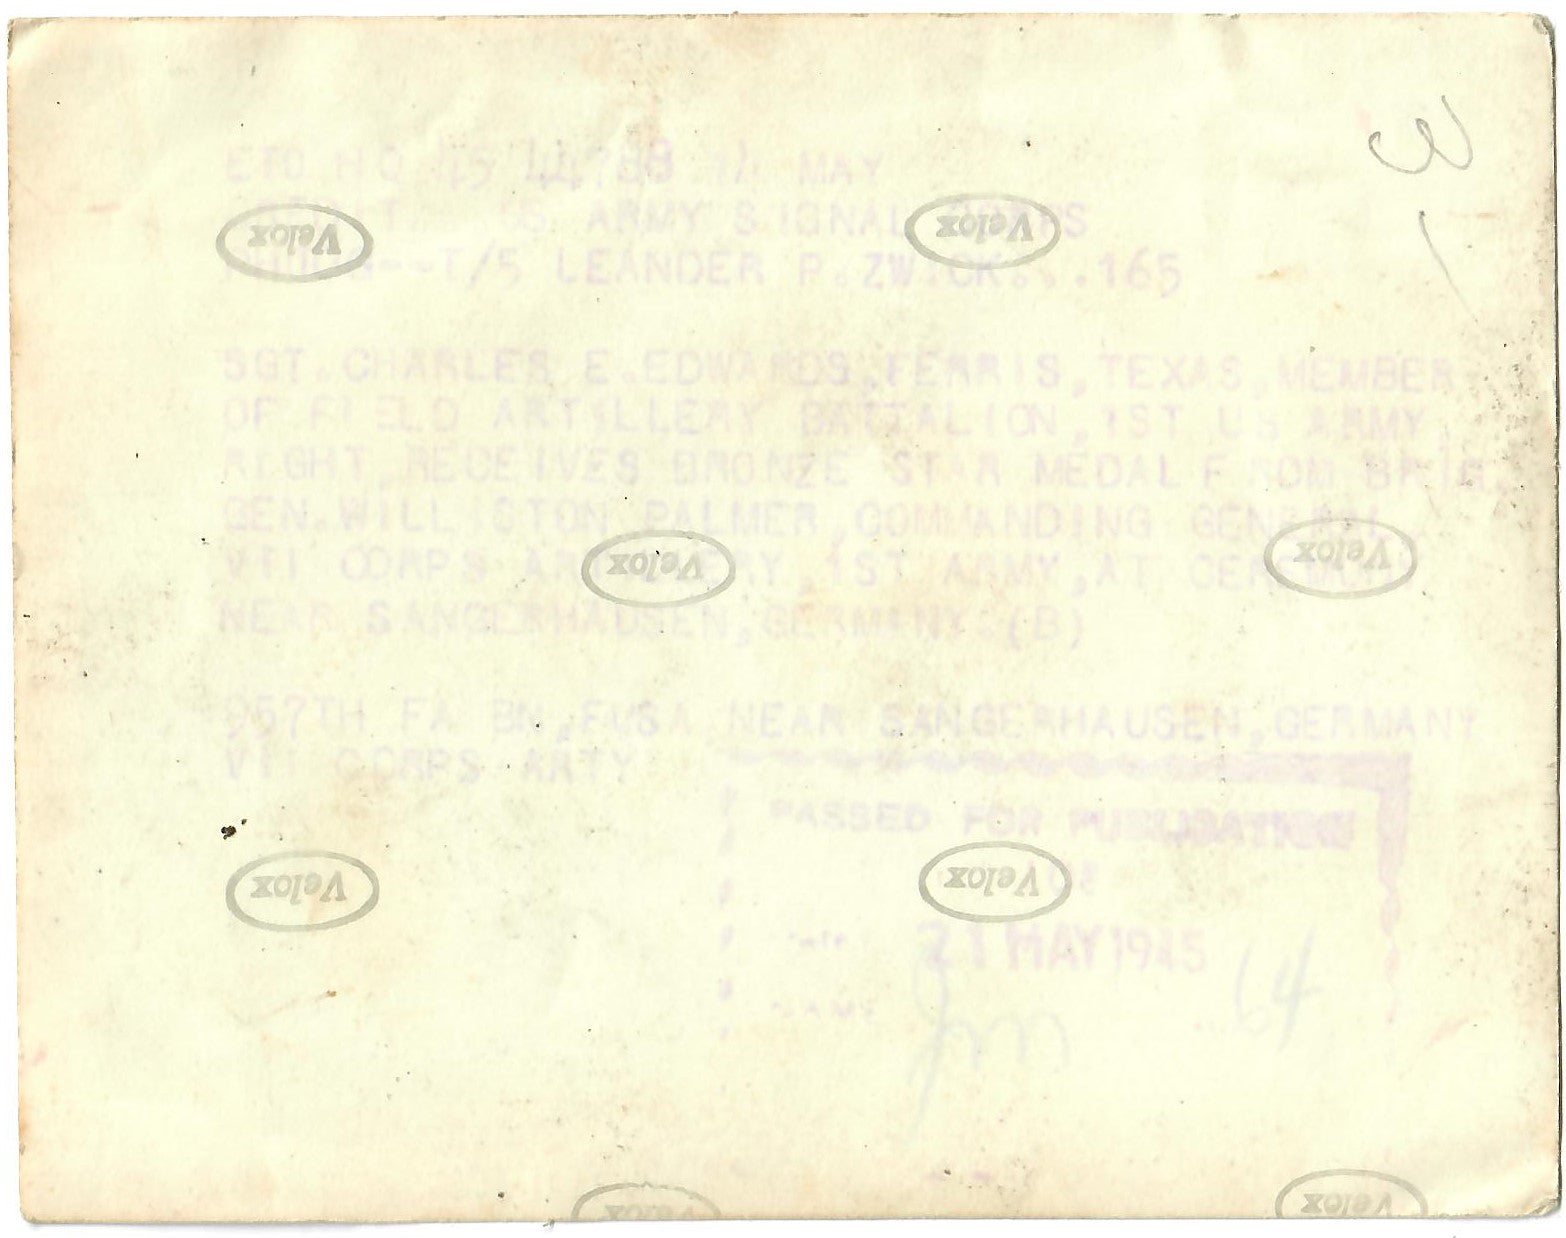 ETO HQ 45 MAY
US ARMY SIGNAL CORPS
T/5 LEANDER P. ZWICK...165
SGT. CHARLES E. EDWARDS, FERRIS, TEXAS, MEMBER
OF FIELD ARTILLERY BATTALION, 1ST US ARMY,
RIGHT, RECEIVES BRONZE STAR MEDAL FROM BRIG.
GEN. WILLISTON PALMER, COMMANDING GENERAL,
VII CORPS ARTILLERY, 1ST ARMY, AT
NEAR SANGERHAUSEN, GERMANY. (B)
957TH FA BN, FUSA, NEAR SANGERHAUSEN, GERMANY
VII CORPS ARTY
PASSED FOR PUBLICATION
21 MAY 1945
64
Velox
Velox
Velox
Velox
Velox
Velox
Velox
Velox